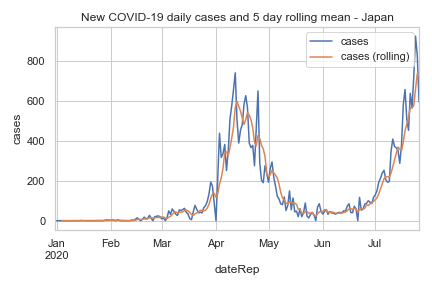 New COVID-19 daily cases and 5 day rolling mean - Japan
cases
cases (rolling)
800
600
400
200
0
cases
Jan
2020
Feb
Mar
Apr
May
Jun
Jul
dateRep